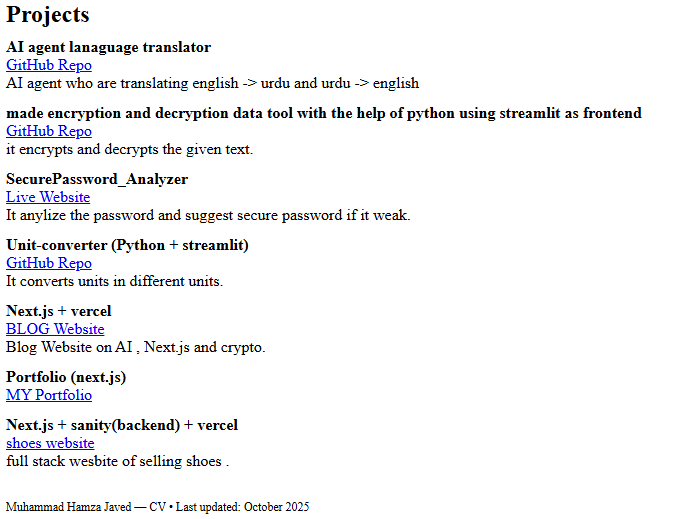 Projects
AI agent lanaguage translator
GitHub Repo
AI agent who are translating english -> urdu and urdu -> english
made encryption and decryption data tool with the help of python using streamlit as frontend
GitHub Repo
it encrypts and decrypts the given text.
SecurePassword_Analyzer
Live Website
It anylize the password and suggest secure password if it weak.
Unit-converter (Python + streamlit)
GitHub Repo
It converts units in different units.
Next.js + vercel
BLOG Website
Blog Website on AI , Next.js and crypto.
Portfolio (next.js)
MY Portfolio
Next.js + sanity(backend) + vercel
shoes website
full stack wesbite of selling shoes .
Muhammad Hamza Javed — CV • Last updated: October 2025